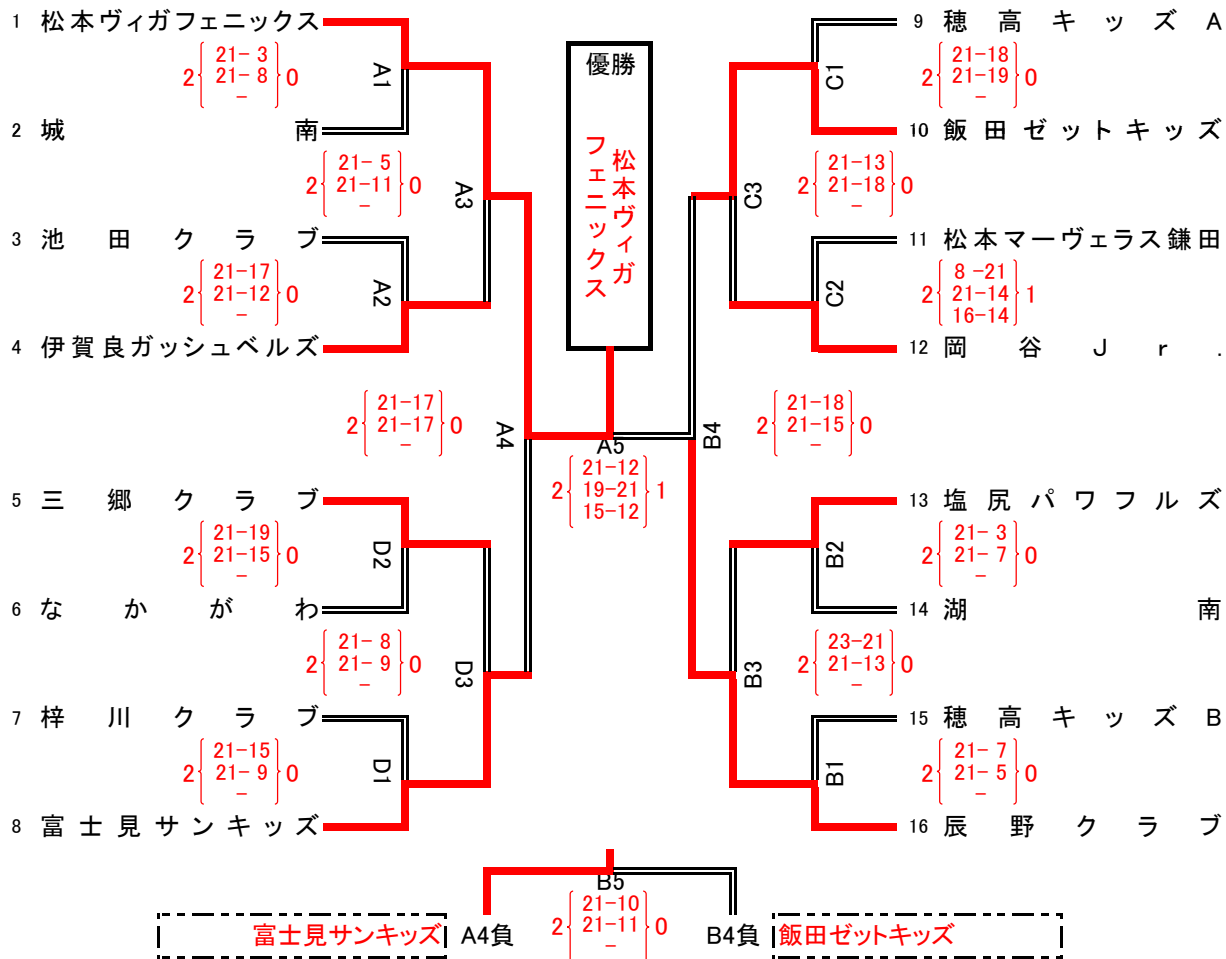 1 松本ヴィガフェニックス
2{ 21- 3 }0
21- 8
-
A1
2 城南
2{ 21- 5 }0
21-11
-
A3
3 池田クラブ
2{ 21-17 }0
21-12
-
A2
4 伊賀良ガッシュベルズ
2{ 21-17 }0
21-17
-
A4
5 三郷クラブ
2{ 21-19 }0
21-15
-
D2
6 なかがわ
2{ 21- 8 }0
21- 9
-
D3
7 梓川クラブ
2{ 21-15 }0
21- 9
-
D1
8 富士見サンキッズ
優勝
松本ヴィガ
フェニックス
A5
2{ 21-12 }1
19-21
15-12
9 穂高キッズA
2{ 21-18 }0
21-19
-
C1
10 飯田ゼットキッズ
2{ 21-13 }0
21-18
-
C3
11 松本マーヴェラス鎌田
2{ 8 -21 }1
21-14
16-14
C2
12 岡谷Jr.
2{ 21-18 }0
21-15
-
B4
13 塩尻パワフルズ
2{ 21- 3 }0
21- 7
-
B2
14 湖南
2{ 23-21 }0
21-13
-
B3
15 穂高キッズB
2{ 21- 7 }0
21- 5
-
B1
16 辰野クラブ
B5
2{ 21-10 }0
21-11
-
富士見サンキッズ A4負
B4負 飯田ゼットキッズ